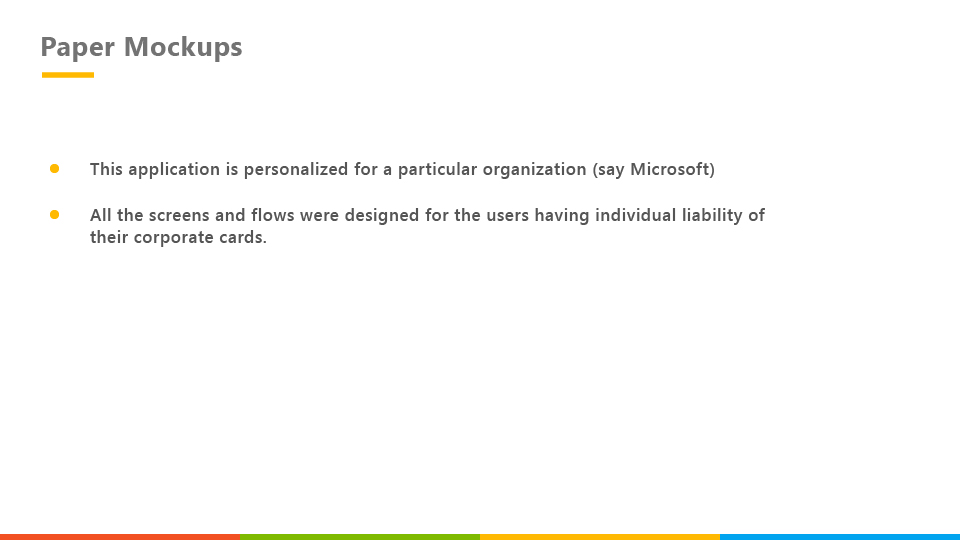 Paper Mockups
This application is personalized for a particular organization (say Microsoft)
All the screens and flows were designed for the users having individual liability of
their corporate cards.